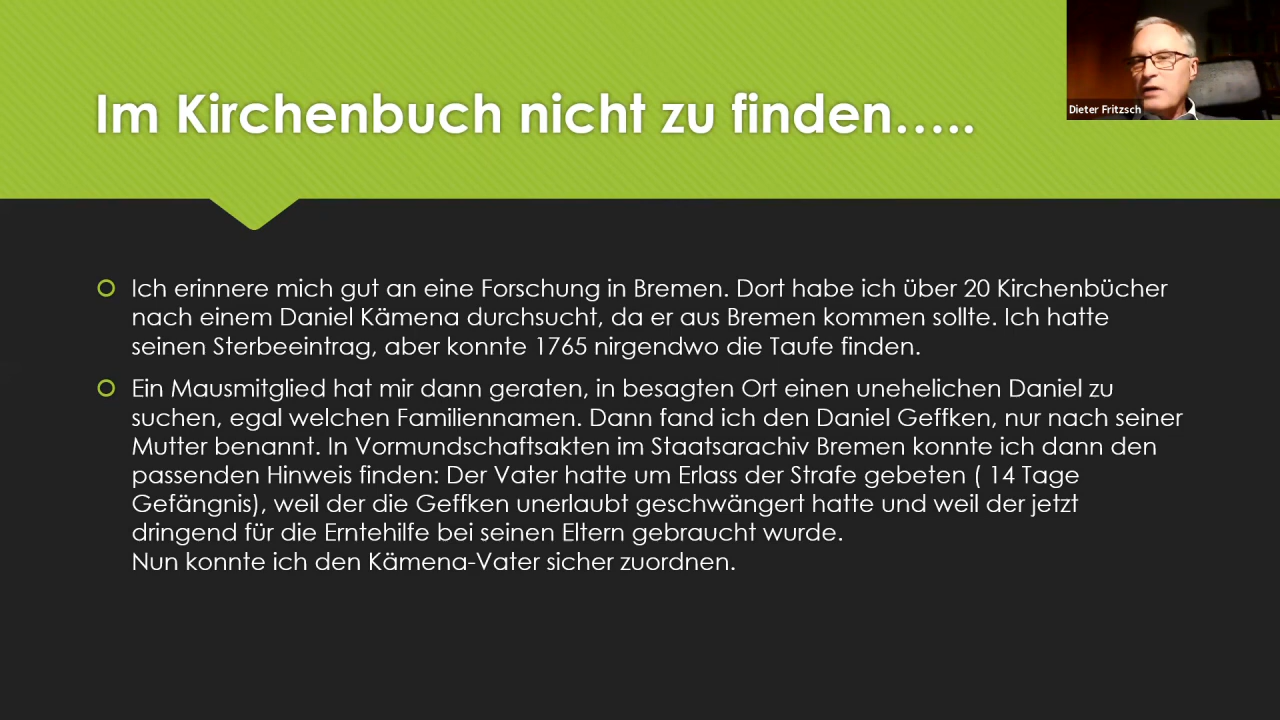 Im Kirchenbuch nicht zu finden…..
Dieter Fritzsch
Ich erinnere mich gut an eine Forschung in Bremen. Dort habe ich über 20 Kirchenbücher
nach einem Daniel Kämena durchsucht, da er aus Bremen kommen sollte. Ich hatte
seinen Sterbeeintrag, aber konnte 1765 nirgendwo die Taufe finden.
Ein Mausmitglied hat mir dann geraten, in besagten Ort einen unehelichen Daniel zu
suchen, egal welchen Familiennamen. Dann fand ich den Daniel Geffken, nur nach seiner
Mutter benannt. In Vormundschaftsakten im Staatsarachiv Bremen konnte ich dann den
passenden Hinweis finden: Der Vater hatte um Erlass der Strafe gebeten ( 14 Tage
Gefängnis), weil der die Geffken unerlaubt geschwängert hatte und weil der jetzt
dringend für die Erntehilfe bei seinen Eltern gebraucht wurde.
Nun konnte ich den Kämena-Vater sicher zuordnen.